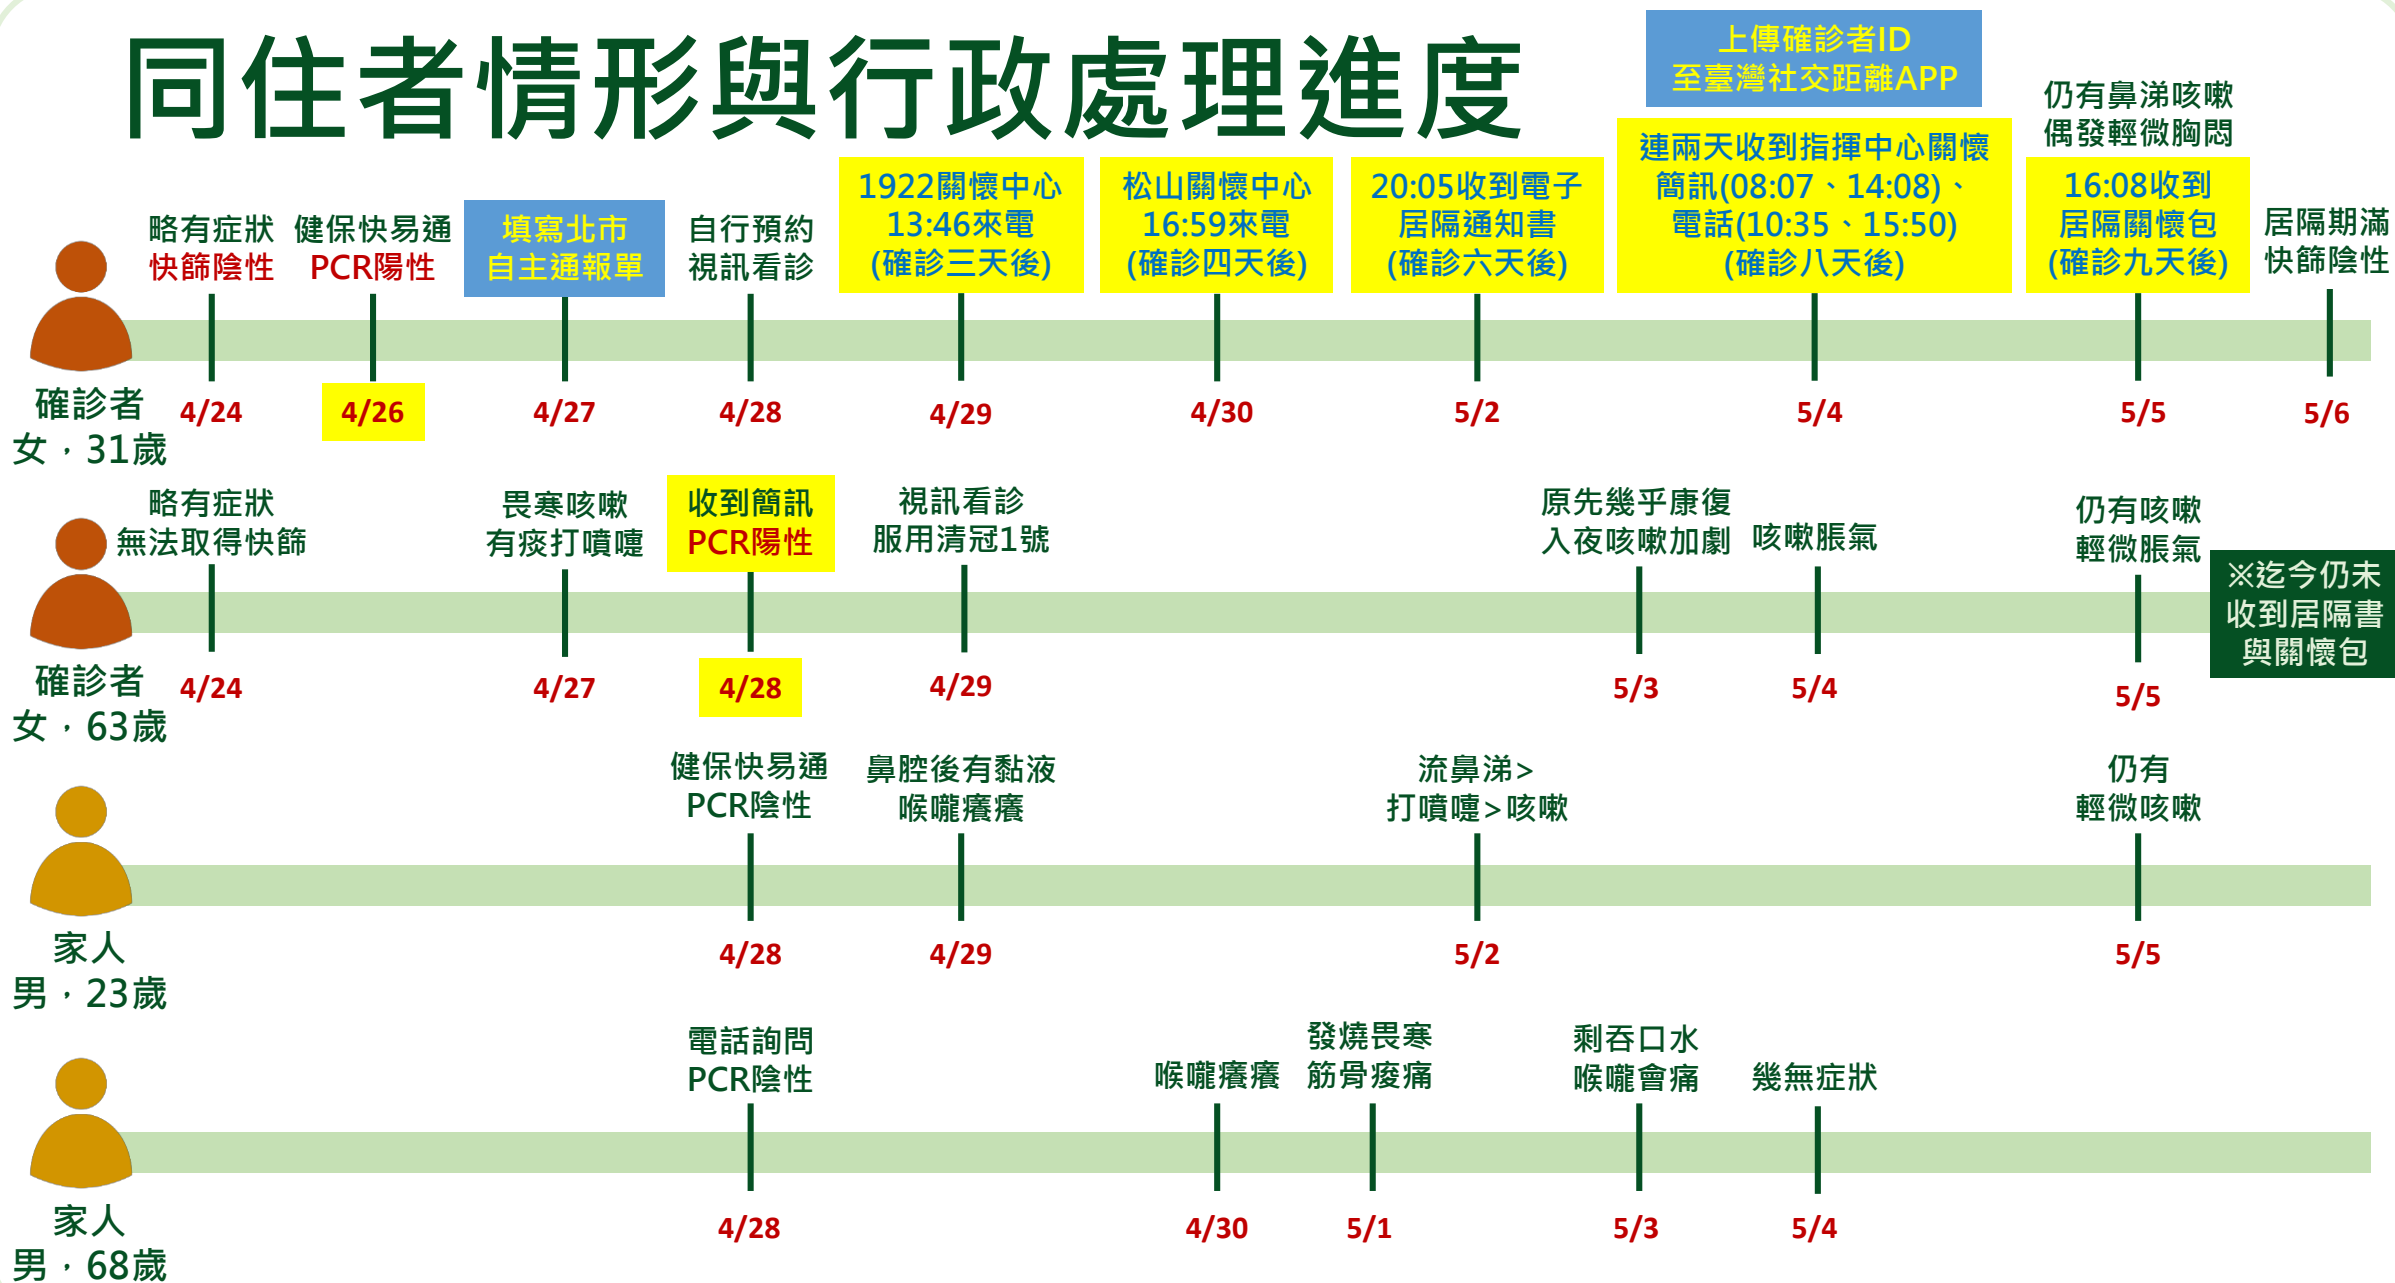 同住者情形與行政處理進度
上傳確診者ID
至臺灣社交距離APP
略有症狀
快篩陰性
健保快易通
PCR陽性
填寫北市
自主通報單
自行預約
視訊看診
1922關懷中心
13:46來電
(確診三天後)
松山關懷中心
16:59來電
(確診四天後)
20:05收到電子
居隔通知書
(確診六天後)
連兩天收到指揮中心關懷
簡訊(08:07、14:08)、
電話(10:35、15:50)
(確診八天後)
仍有鼻涕咳嗽
偶發輕微胸悶
16:08收到
居隔關懷包
(確診九天後)
居隔期滿
快篩陰性
確診者
女，31歲
4/24
4/26
4/27
4/28
4/29
4/30
5/2
5/4
5/5
5/6
略有症狀
無法取得快篩
畏寒咳嗽
有痰打噴嚏
收到簡訊
PCR陽性
視訊看診
服用清冠1號
原先幾乎康復
入夜咳嗽加劇
咳嗽脹氣
仍有咳嗽
輕微脹氣
※迄今仍未
收到居隔書
與關懷包
確診者
女，63歲
4/24
4/27
4/28
4/29
5/3
5/4
5/5
健保快易通
PCR陰性
鼻腔後有黏液
喉嚨癢癢
流鼻涕>
打噴嚏>咳嗽
仍有
輕微咳嗽
家人
男，23歲
4/28
4/29
5/2
5/5
電話詢問
PCR陰性
喉嚨癢癢
發燒畏寒
筋骨痠痛
剩吞口水
喉嚨會痛
幾無症狀
家人
男，68歲
4/28
4/30
5/1
5/3
5/4